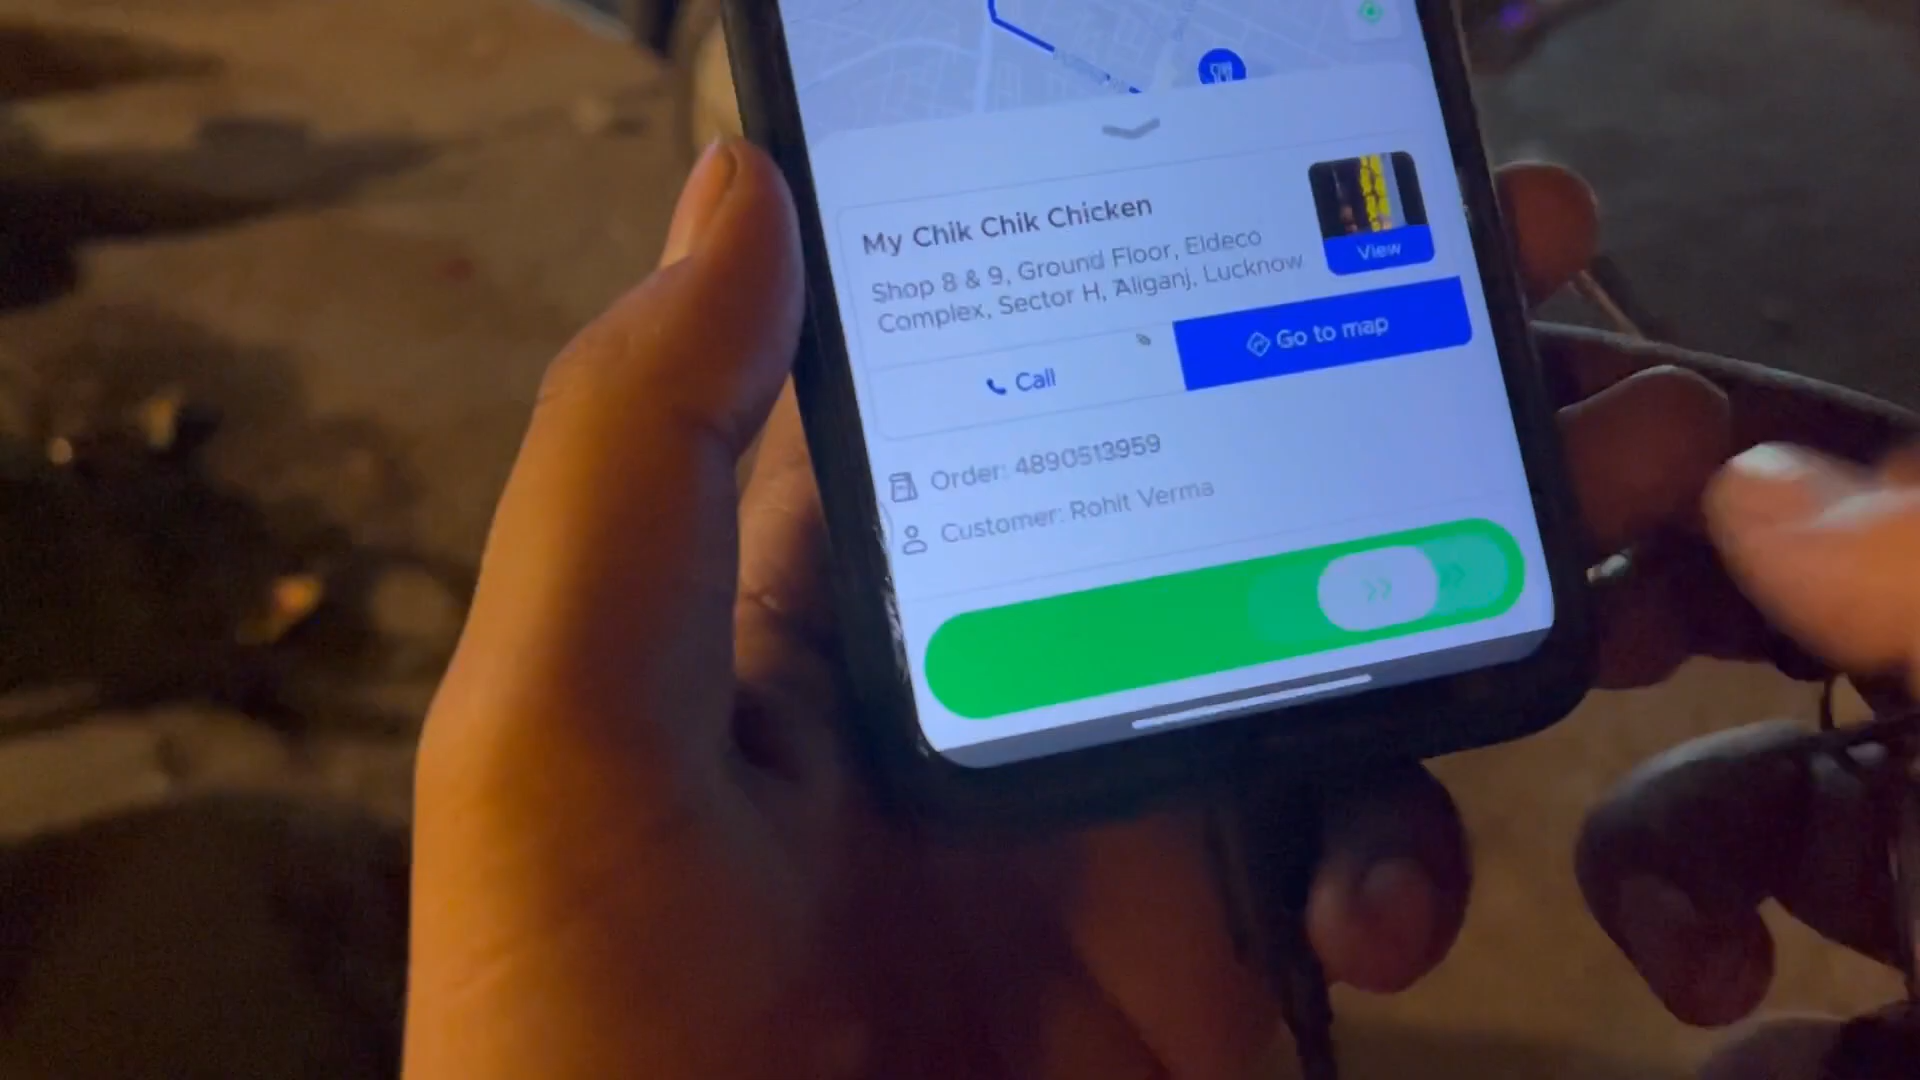 My Chik Chik Chicken
Shop 8 & 9, Ground Floor, Eldeco
Complex, Sector H, Aliganj, Lucknow
View
Call
Go to map
Order: 4890513959
Customer: Rohit Verma